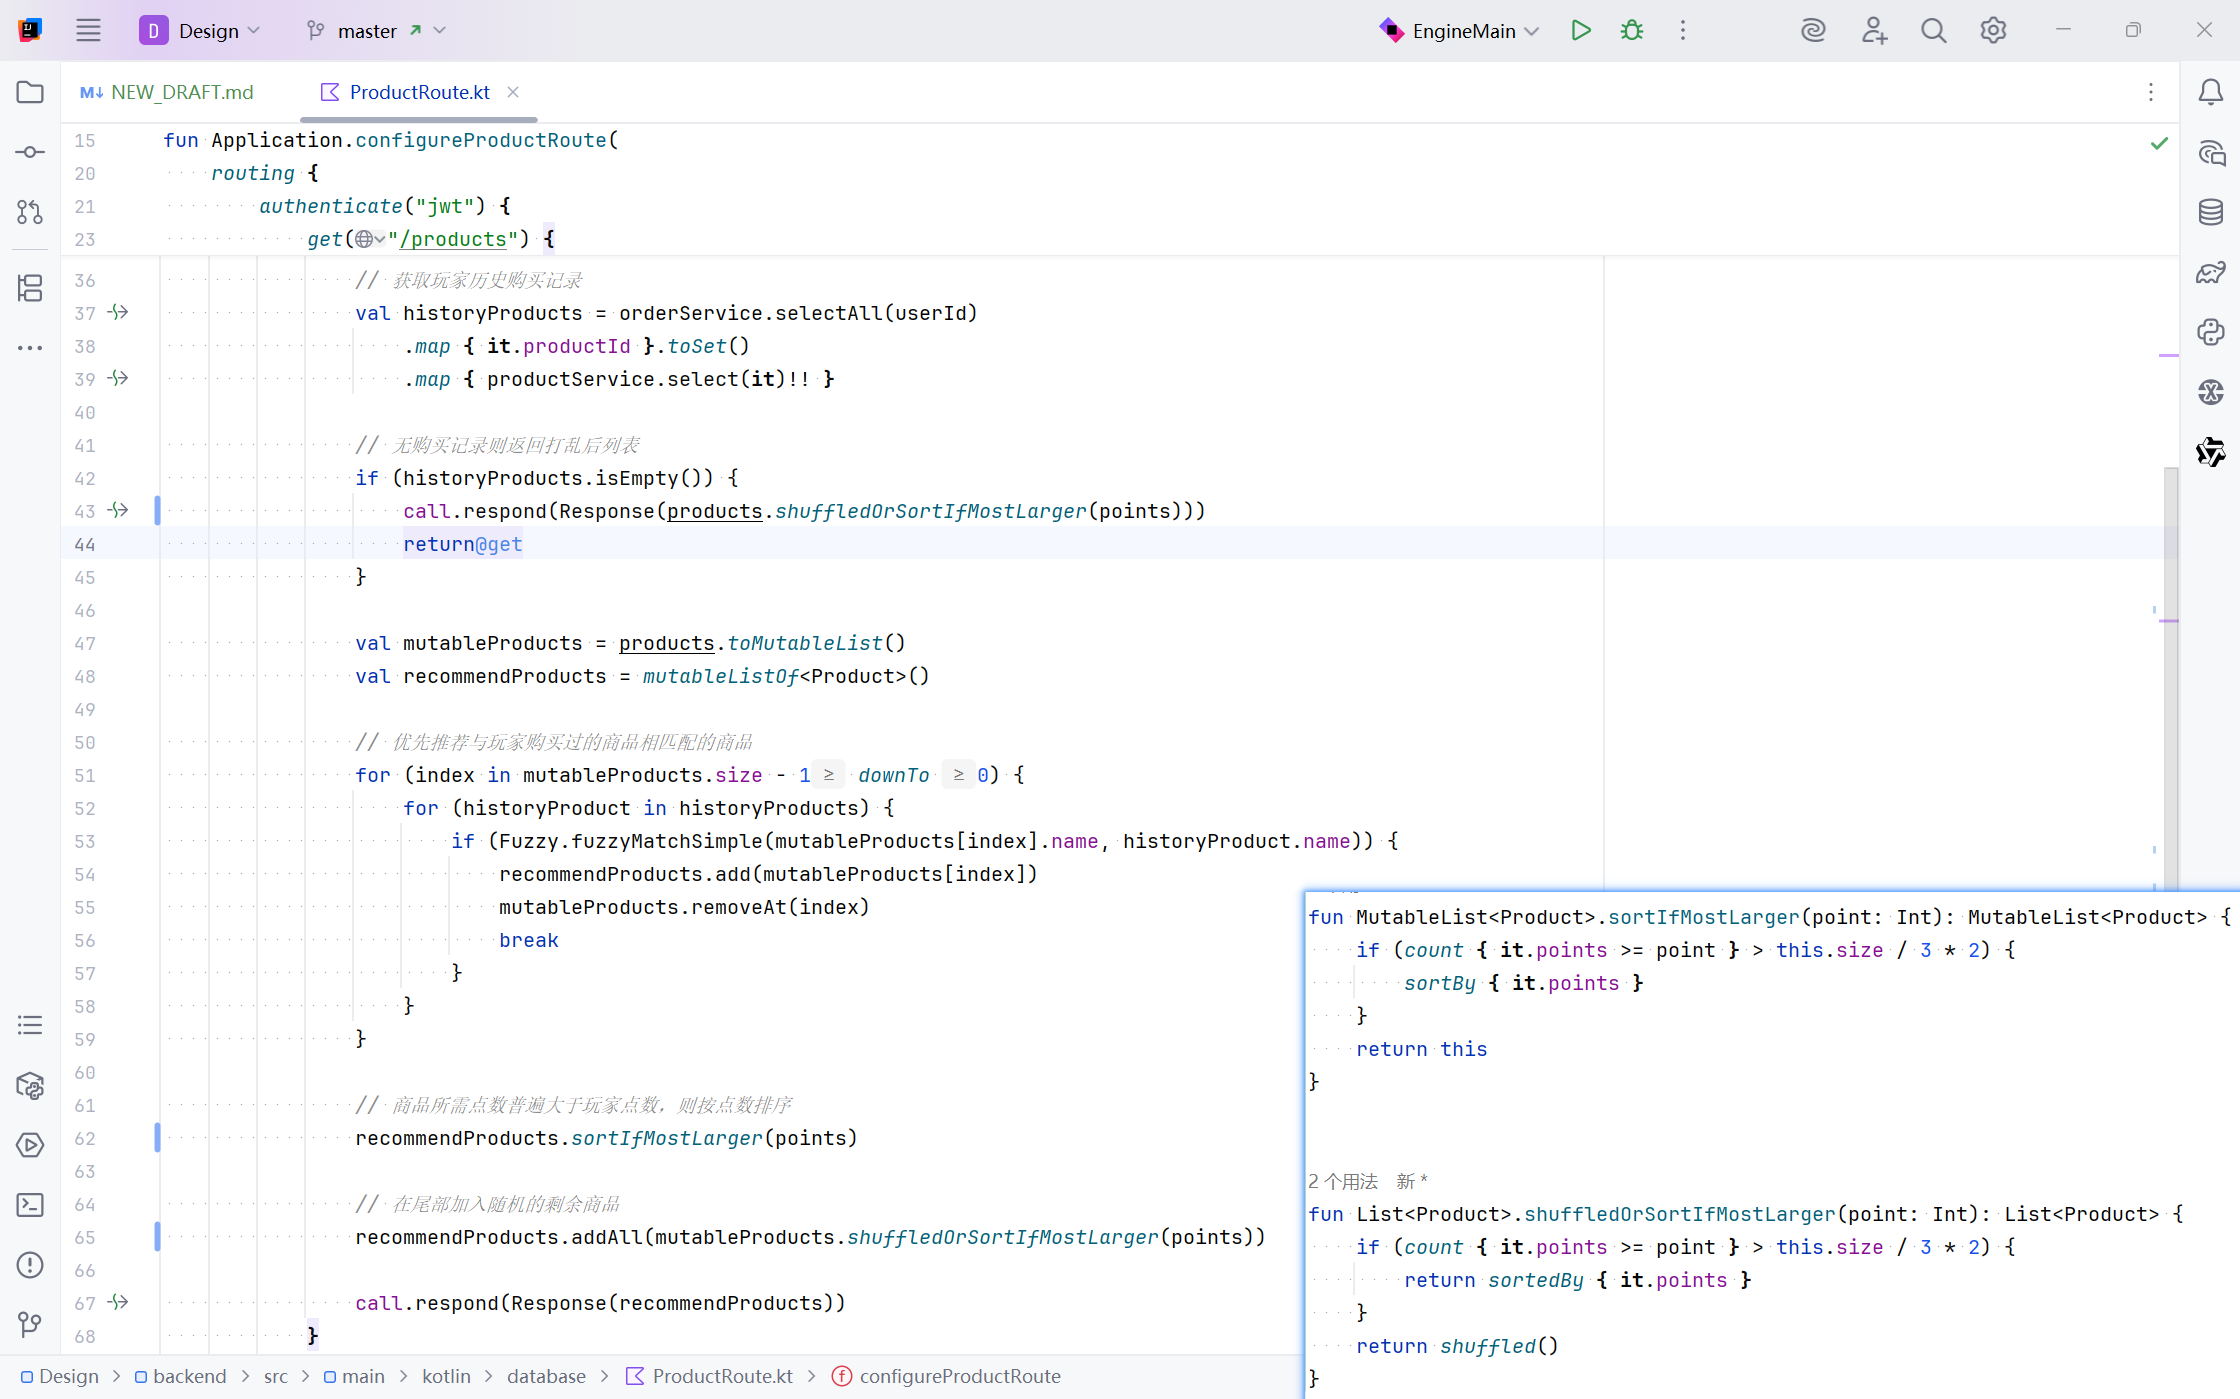 D Design master EngineMain
M↓ NEW_DRAFT.md ProductRoute.kt
15 fun Application.configureProductRoute(
20 routing {
21 authenticate("jwt") {
23 get("/products") {
36 // 获取玩家历史购买记录
37 val historyProducts = orderService.selectAll(userId)
38 .map { it.productId }.toSet()
39 .map { productService.select(it)!! }
40
41 // 无购买记录则返回打乱后列表
42 if (historyProducts.isEmpty()) {
43 call.respond(Response(products.shuffledOrSortIfMostLarger(points)))
44 return@get
45 }
46
47 val mutableProducts = products.toMutableList()
48 val recommendProducts = mutableListOf<Product>()
49
50 // 优先推荐与玩家购买过的商品相匹配的商品
51 for (index in mutableProducts.size - 1 ≥ downTo ≥ 0) {
52 for (historyProduct in historyProducts) {
53 if (Fuzzy.fuzzyMatchSimple(mutableProducts[index].name, historyProduct.name)) {
54 recommendProducts.add(mutableProducts[index])
55 mutableProducts.removeAt(index)
56 break
57 }
58 }
59 }
60
61 // 商品所需点数普遍大于玩家点数，则按点数排序
62 recommendProducts.sortIfMostLarger(points)
63
64 // 在尾部加入随机的剩余商品
65 recommendProducts.addAll(mutableProducts.shuffledOrSortIfMostLarger(points))
66
67 call.respond(Response(recommendProducts))
68 }
fun MutableList<Product>.sortIfMostLarger(point: Int): MutableList<Product> {
if (count { it.points >= point } > this.size / 3 * 2) {
sortBy { it.points }
}
return this
}
2 个用法 新 *
fun List<Product>.shuffledOrSortIfMostLarger(point: Int): List<Product> {
if (count { it.points >= point } > this.size / 3 * 2) {
return sortedBy { it.points }
}
return shuffled()
}
Design > backend > src > main > kotlin > database > ProductRoute.kt > configureProductRoute